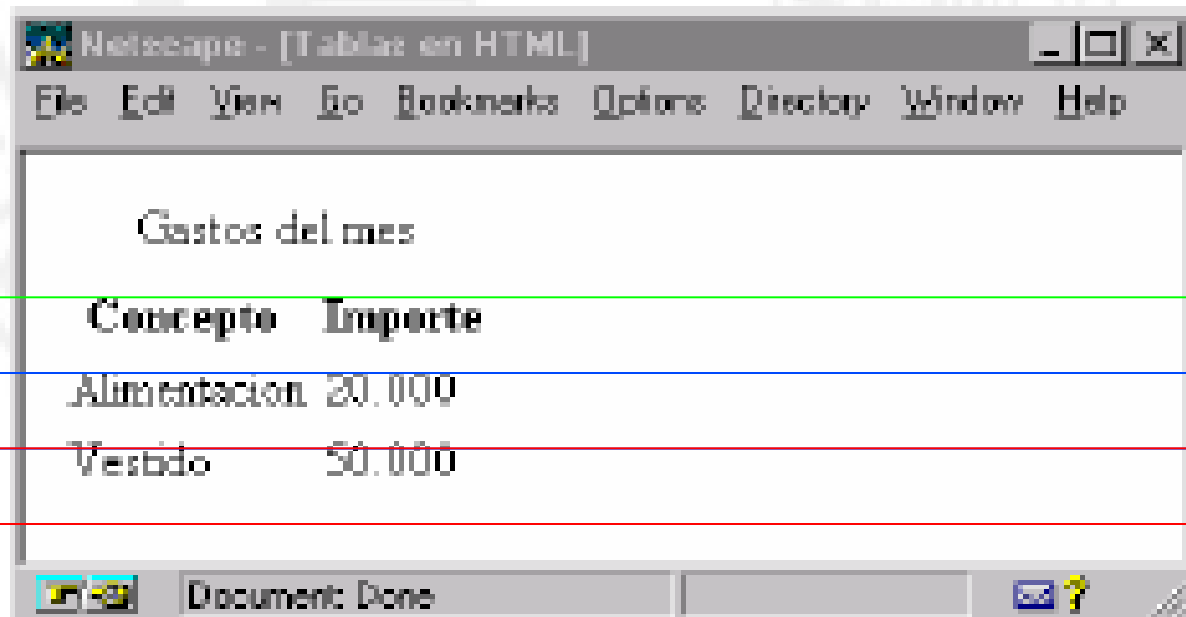 Netscape - [Tablas en HTML]
File Edit View Go Bookmarks Options Directory Window Help
Gastos del mes
Concepto Importe
Alimentacion 20.000
Vestido 50.000
Document: Done